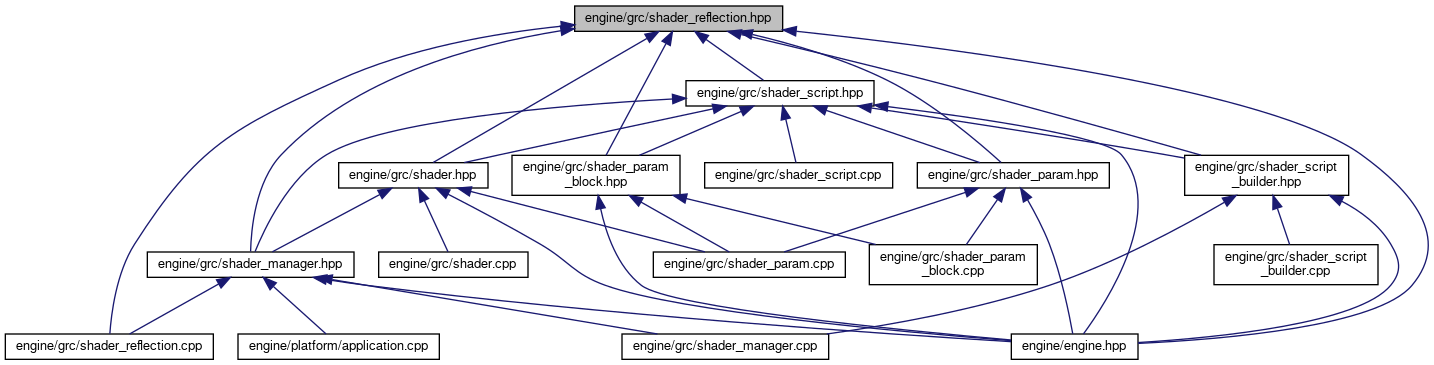 engine/grc/shader_reflection.hpp
engine/grc/shader_script.hpp
engine/grc/shader.hpp
engine/grc/shader_param
_block.hpp
engine/grc/shader_script.cpp
engine/grc/shader_param.hpp
engine/grc/shader_script
_builder.hpp
engine/grc/shader_manager.hpp
engine/grc/shader.cpp
engine/grc/shader_param.cpp
engine/grc/shader_param
_block.cpp
engine/grc/shader_script
_builder.cpp
engine/grc/shader_reflection.cpp
engine/platform/application.cpp
engine/grc/shader_manager.cpp
engine/engine.hpp